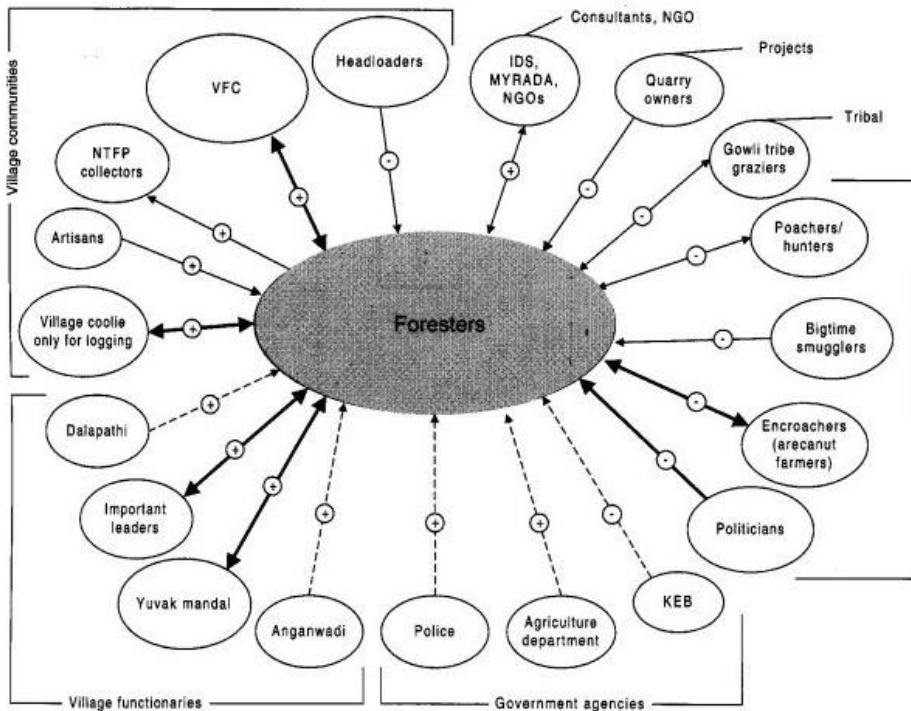 Consultants, NGO
Projects
Tribal
Village communities
VFC
Headloaders
IDS,
MYRADA,
NGOs
Quarry
owners
Gowli tribe
graziers
NTFP
collectors
Poachers/
hunters
Artisans
Village coolie
only for logging
Foresters
Bigtime
smugglers
Dalapathi
Encroachers
(arecanut
farmers)
Important
leaders
Politicians
Yuvak mandal
Anganwadi
Police
Agriculture
department
KEB
Village functionaries
Government agencies
+
-
+
-
-
-
+
+
+
-
-
+
-
+
-
+
+
+
+
-